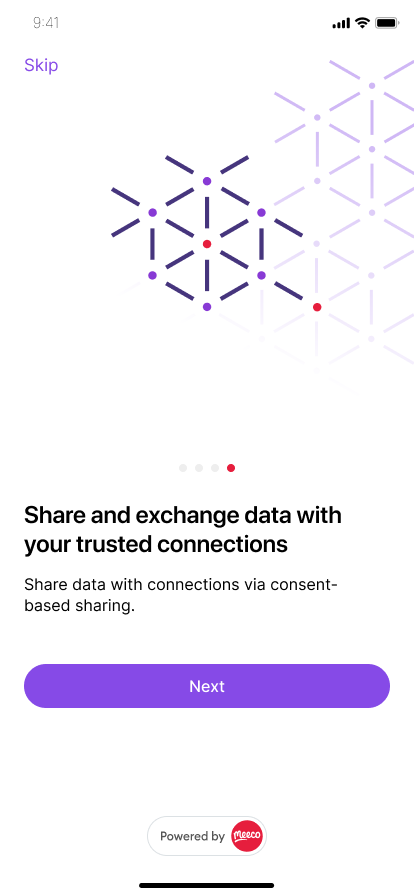 9:41
Skip
Share and exchange data with
your trusted connections
Share data with connections via consent-
based sharing.
Next
Powered by meeco